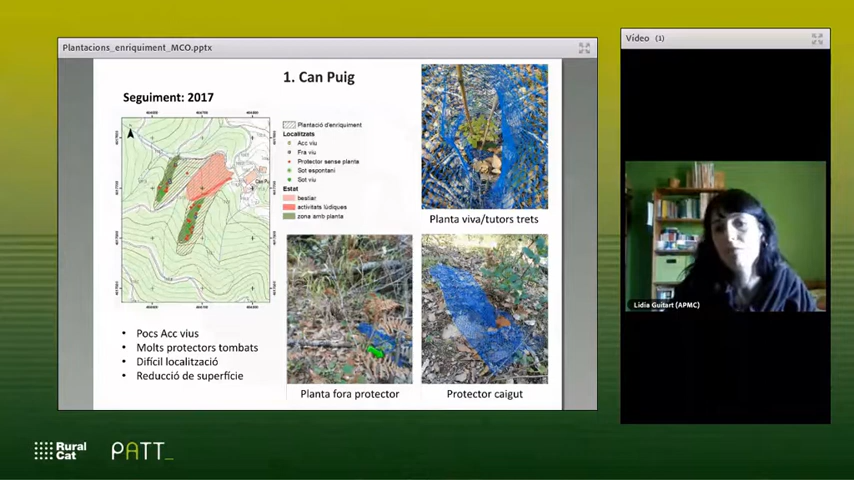 Plantacions_enriquiment_MCO.pptx
Vídeo (1)
1. Can Puig
Seguiment: 2017
Plantació d'enriquiment
Localitzats
Acc viu
Fra viu
Protector sense planta
Sot espontani
Sot viu
Estat
bestiar
activitats lúdiques
zona amb planta
Planta viva/tutors trets
Pocs Acc vius
Molts protectors tombats
Difícil localització
Reducció de superfície
Planta fora protector
Protector caigut
Lidia Guitart (APMC)
Rural
Cat
PATT_